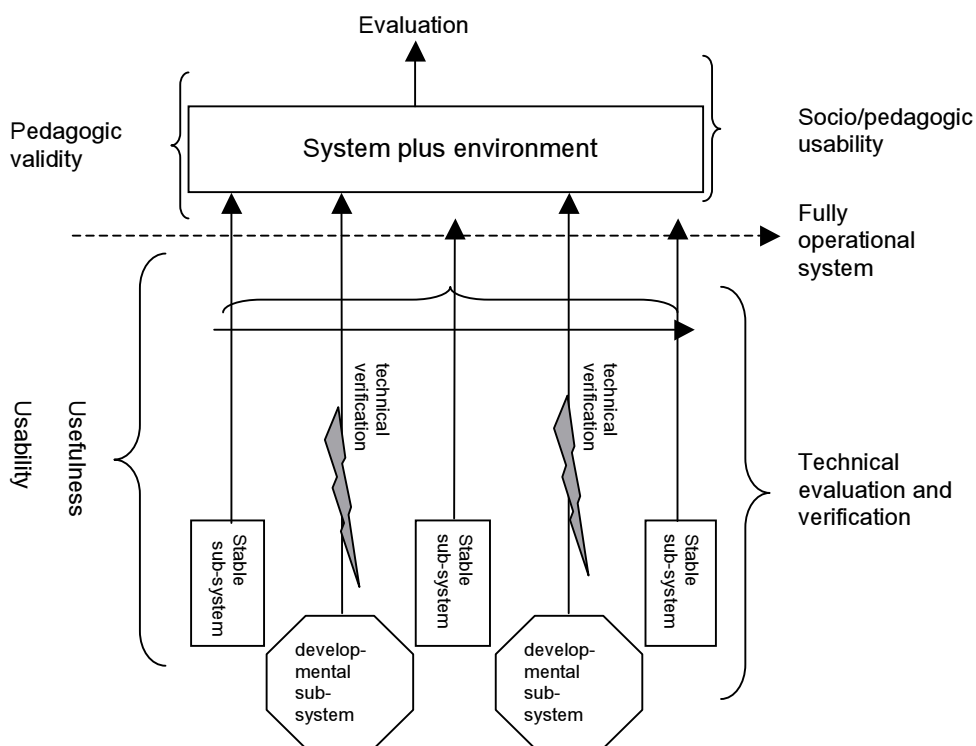 Evaluation
Pedagogic
validity
System plus environment
Socio/pedagogic
usability
Fully
operational
system
technical
verification
technical
verification
Usability
Usefulness
Technical
evaluation and
verification
Stable
sub-system
Stable
sub-system
Stable
sub-system
develop-
mental
sub-
system
develop-
mental
sub-
system